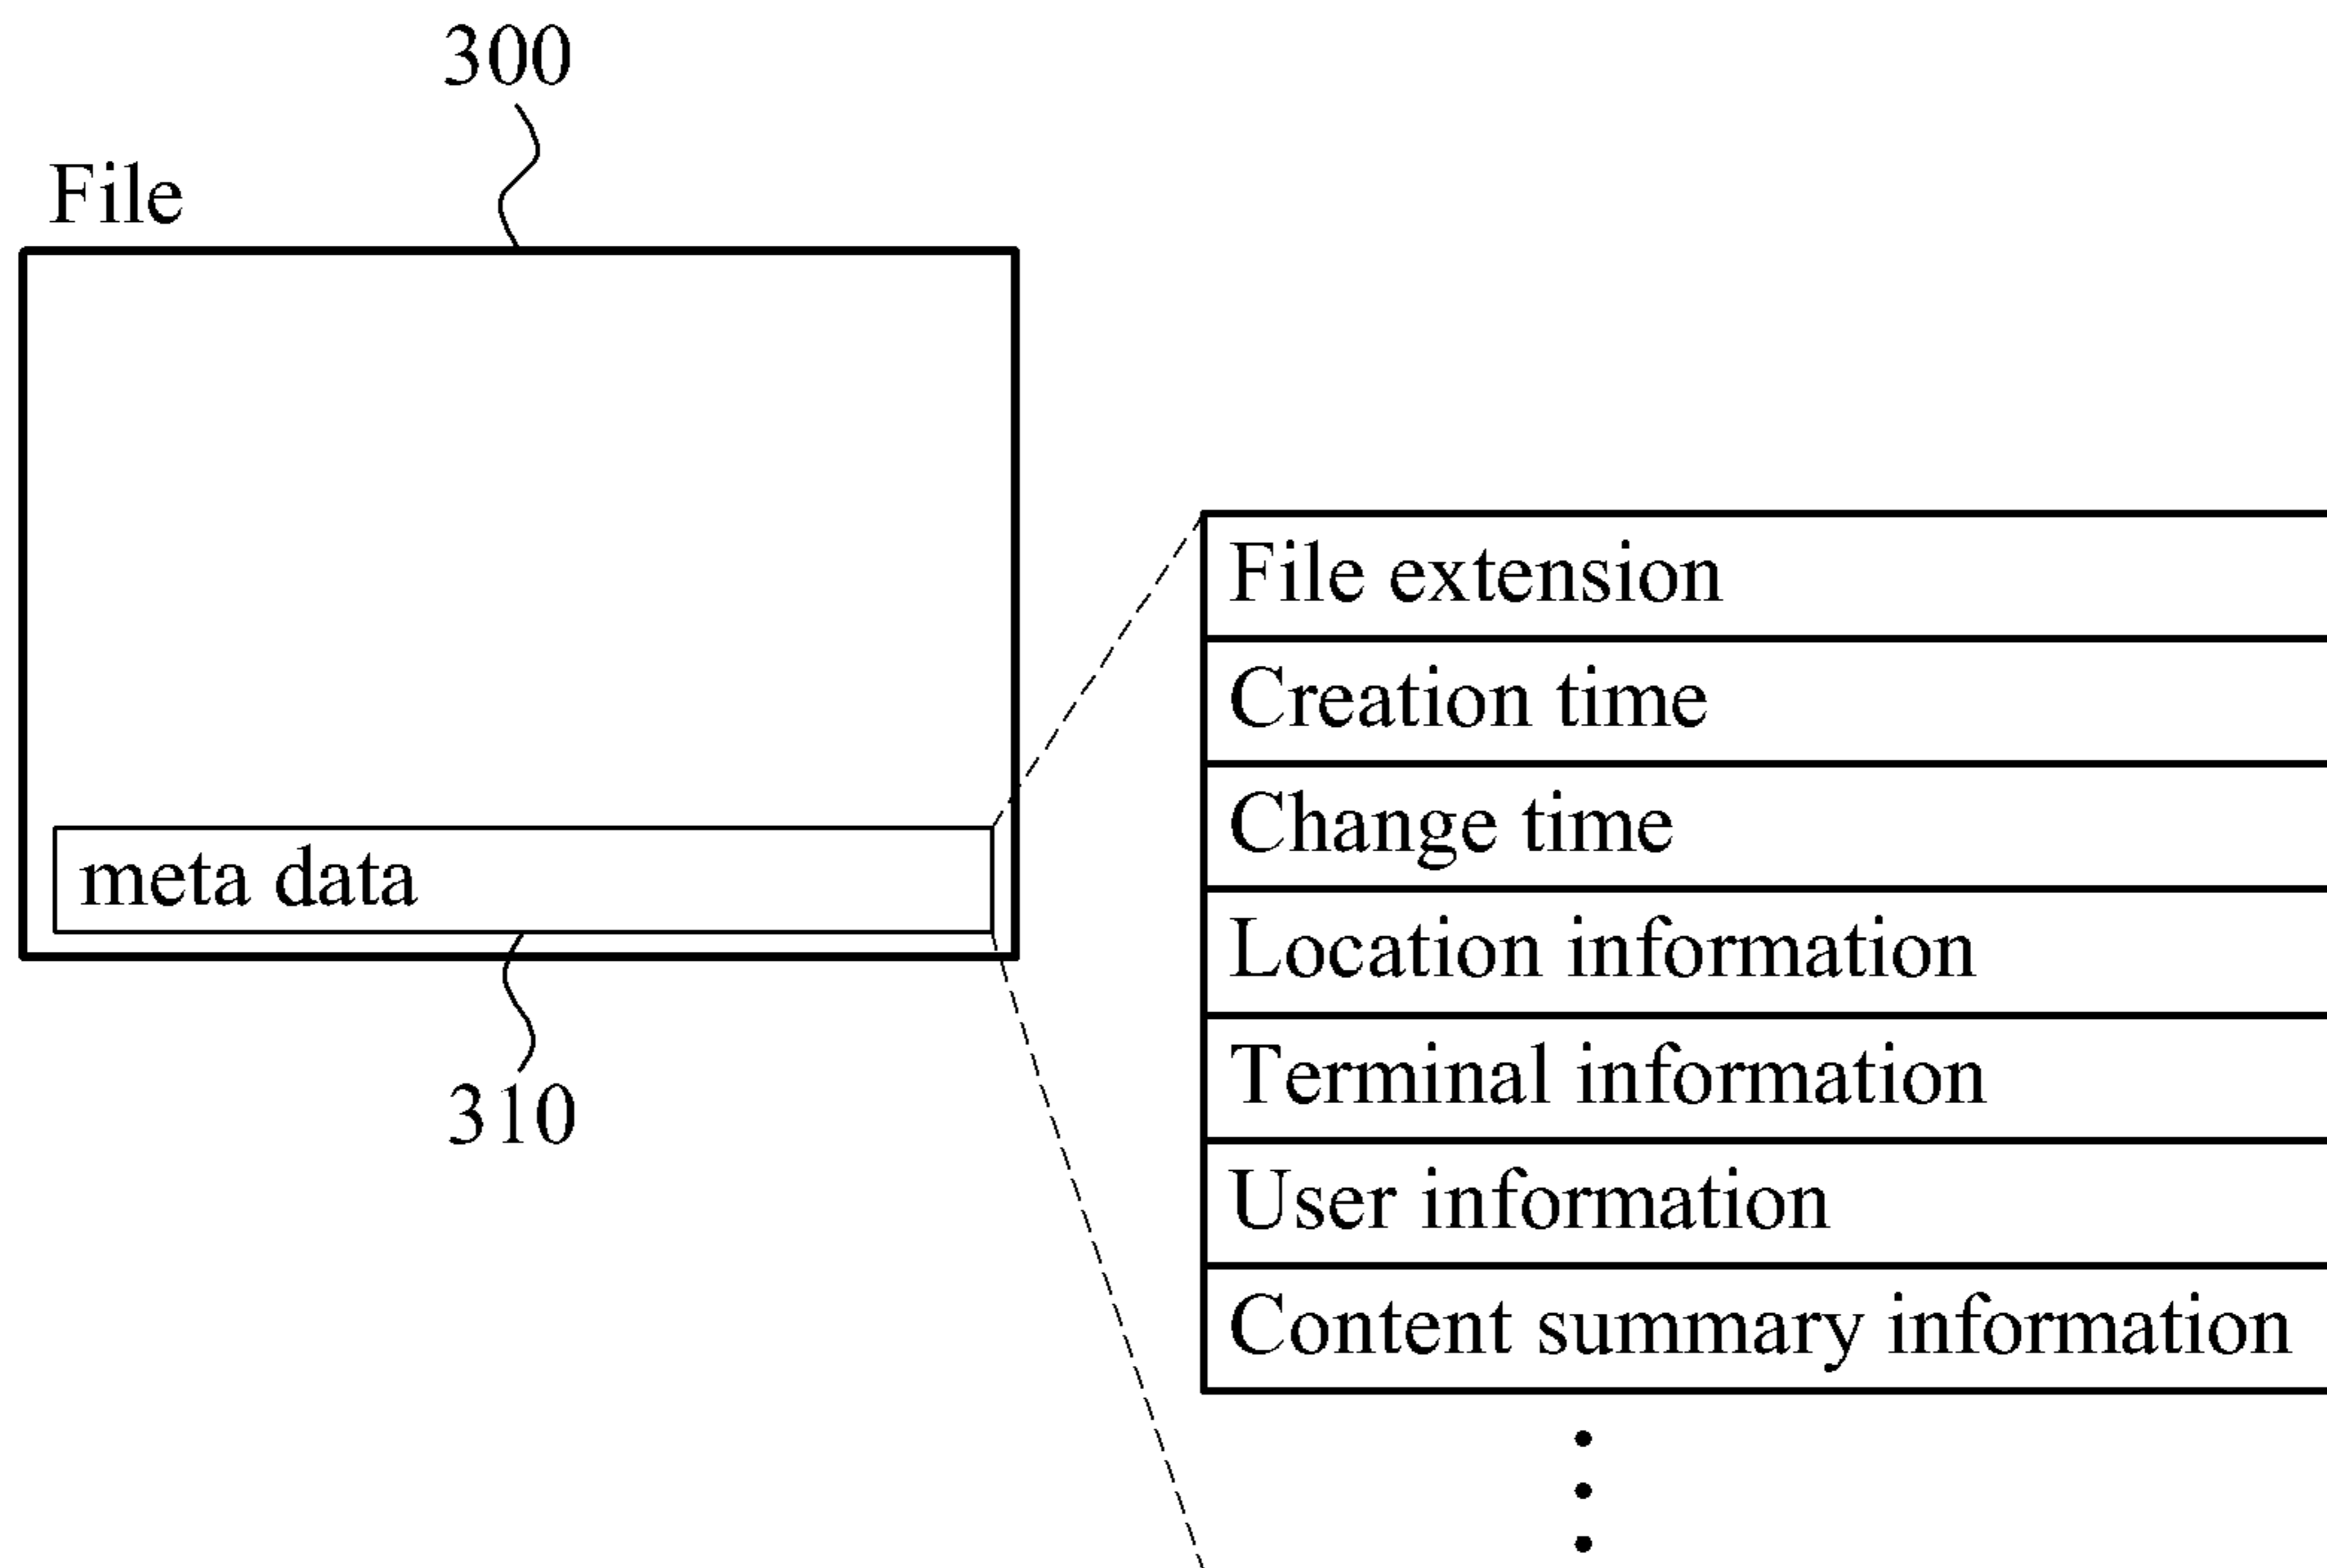 300
File
meta data
310
File extension
Creation time
Change time
Location information
Terminal information
User information
Content summary information